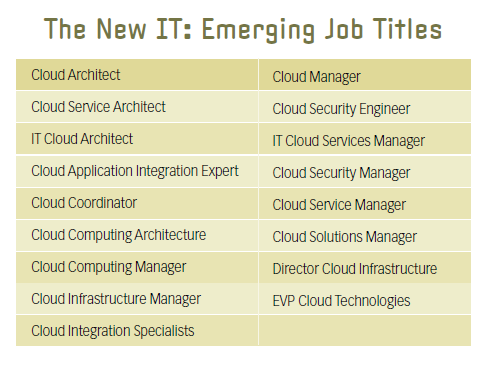 The New IT: Emerging Job Titles
Cloud Architect
Cloud Manager
Cloud Service Architect
Cloud Security Engineer
IT Cloud Architect
IT Cloud Services Manager
Cloud Application Integration Expert
Cloud Security Manager
Cloud Coordinator
Cloud Service Manager
Cloud Computing Architecture
Cloud Solutions Manager
Cloud Computing Manager
Director Cloud Infrastructure
Cloud Infrastructure Manager
EVP Cloud Technologies
Cloud Integration Specialists